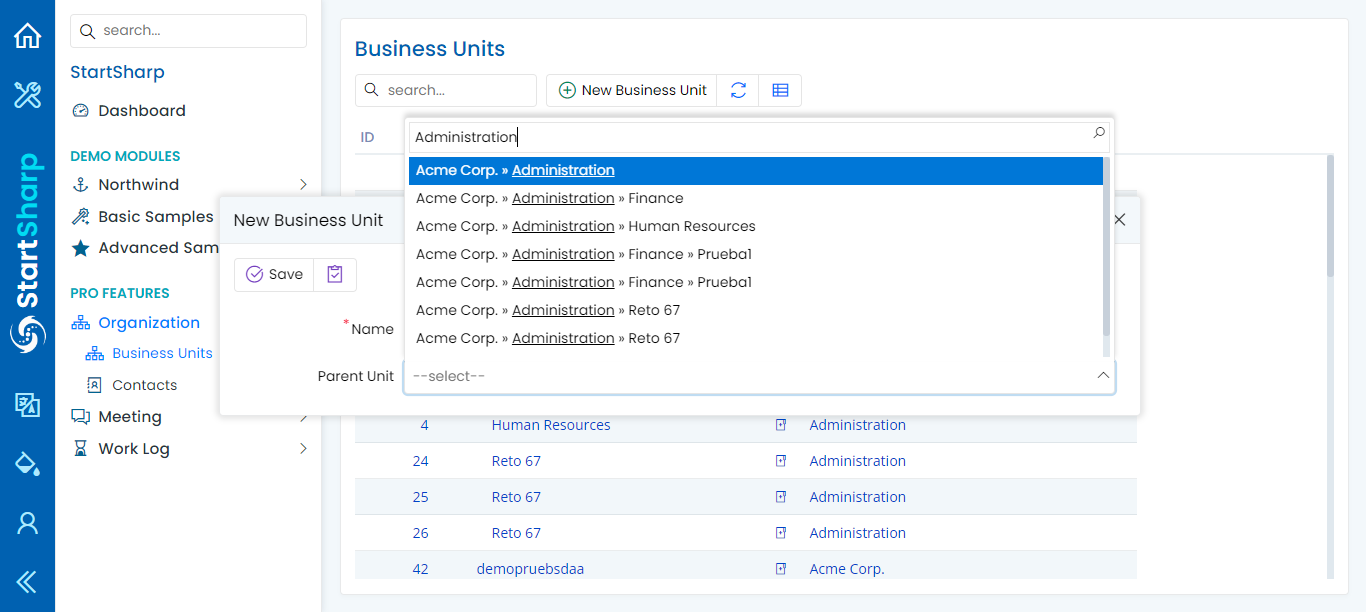 StartSharp
search...
StartSharp
Dashboard
DEMO MODULES
Northwind
Basic Samples
Advanced Sam
PRO FEATURES
Organization
Business Units
Contacts
Meeting
Work Log
Business Units
search...
New Business Unit
ID
New Business Unit
Save
*Name
Parent Unit
Administration
Acme Corp. » Administration
Acme Corp. » Administration » Finance
Acme Corp. » Administration » Human Resources
Acme Corp. » Administration » Finance » Prueba1
Acme Corp. » Administration » Finance » Prueba1
Acme Corp. » Administration » Reto 67
Acme Corp. » Administration » Reto 67
--select--
4 Human Resources Administration
24 Reto 67 Administration
25 Reto 67 Administration
26 Reto 67 Administration
42 demopruebsdaa Acme Corp.